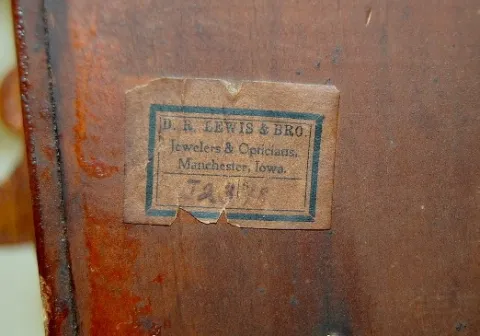 D. R. LEWIS & BRO.
Jewelers & Opticians,
Manchester, Iowa.